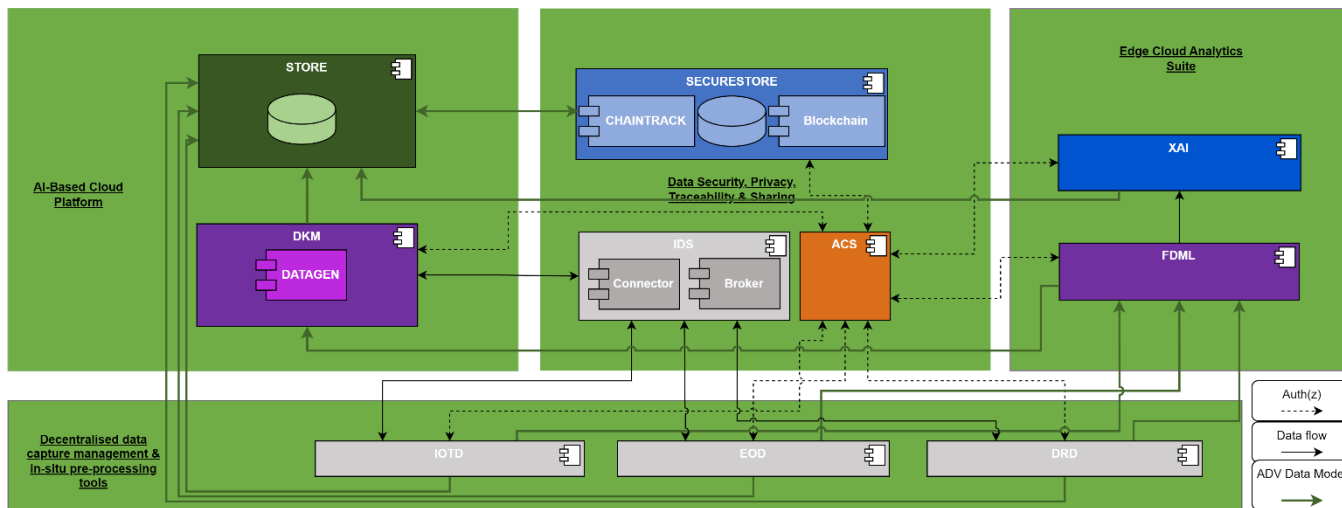 STORE
AI-Based Cloud
Platform
DKM
DATAGEN
SECURESTORE
CHAINTRACK
Blockchain
Data Security, Privacy,
Traceability & Sharing
IDS
Connector
Broker
ACS
Edge Cloud Analytics
Suite
XAI
FDML
Decentralised data
capture management &
in-situ pre-processing
tools
IOTD
EOD
DRD
Auth(z)
Data flow
ADV Data Mode